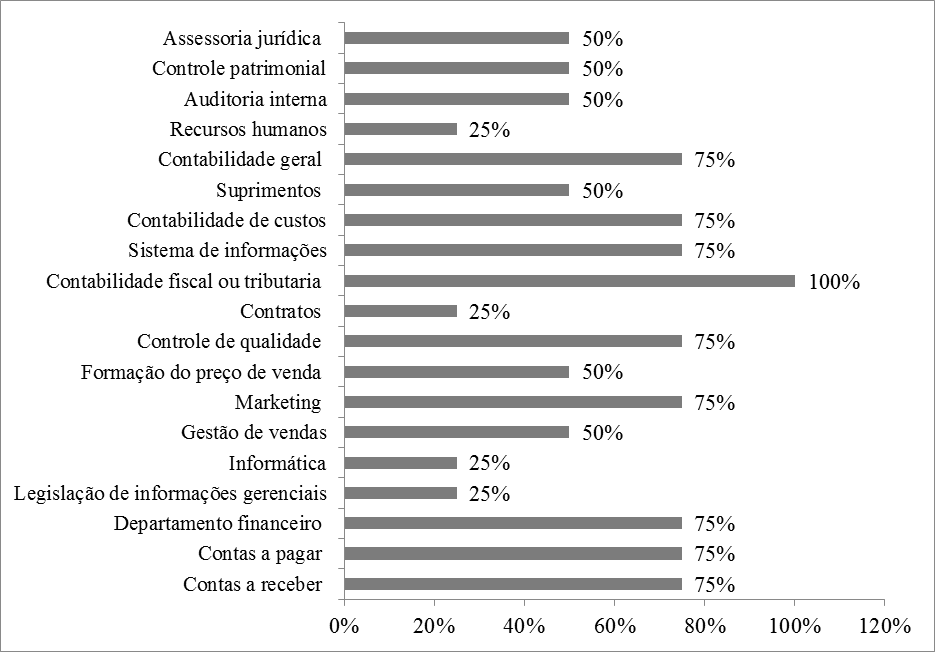 Assessoria jurídica 50%
Controle patrimonial 50%
Auditoria interna 50%
Recursos humanos 25%
Contabilidade geral 75%
Suprimentos 50%
Contabilidade de custos 75%
Sistema de informações 75%
Contabilidade fiscal ou tributaria 100%
Contratos 25%
Controle de qualidade 75%
Formação do preço de venda 50%
Marketing 75%
Gestão de vendas 50%
Informática 25%
Legislação de informações gerenciais 25%
Departamento financeiro 75%
Contas a pagar 75%
Contas a receber 75%
0% 20% 40% 60% 80% 100% 120%